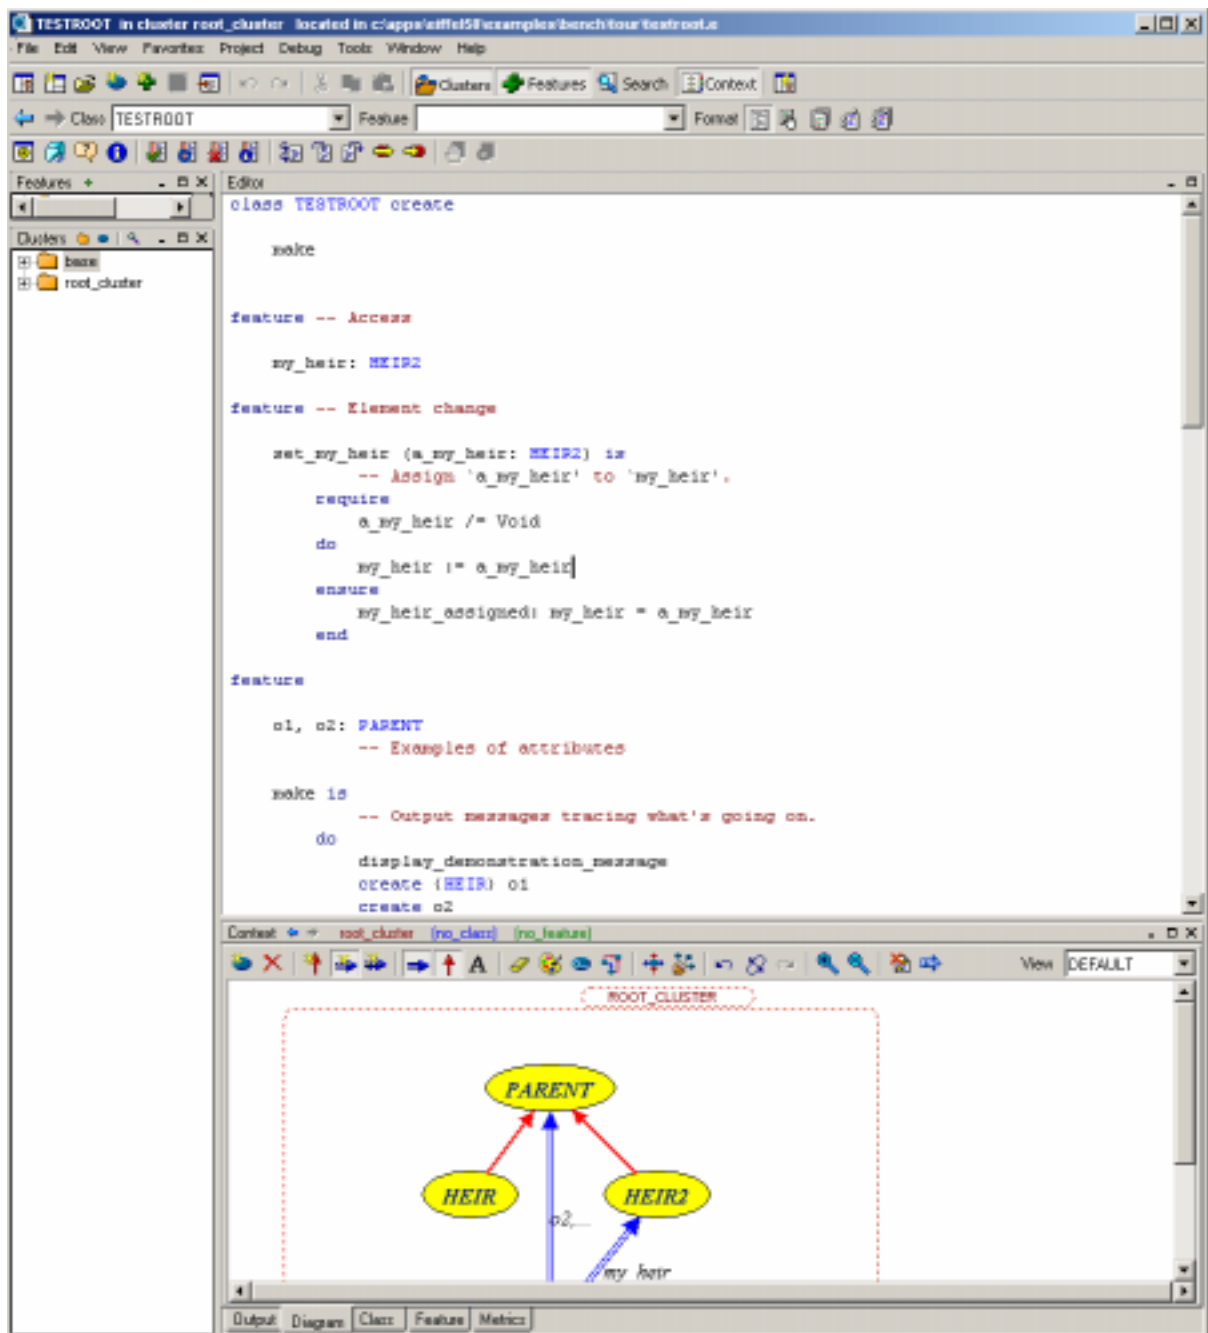 TESTROOT in cluster root_cluster located in c:\apps\eiffel50\examples\bench\tour\testroot.e
File Edit View Favorites Project Debug Tools Window Help
Clusters Features Search Context
Class TESTROOT Feature Format
Features
Editor
class TESTROOT create
make
feature -- Access
my_heir: HEIR2
feature -- Element change
set_my_heir (a_my_heir: HEIR2) is
-- Assign `a_my_heir' to `my_heir'.
require
a_my_heir /= Void
do
my_heir := a_my_heir
ensure
my_heir_assigned: my_heir = a_my_heir
end
feature
o1, o2: PARENT
-- Examples of attributes
make is
-- Output messages tracing what's going on.
do
display_demonstration_message
create {HEIR} o1
create o2
Clusters
base
root_cluster
Context root_cluster (no_class) (no_feature)
A View DEFAULT
ROOT_CLUSTER
PARENT
HEIR HEIR2
o2,...
my heir
Output Diagram Class Feature Metrics